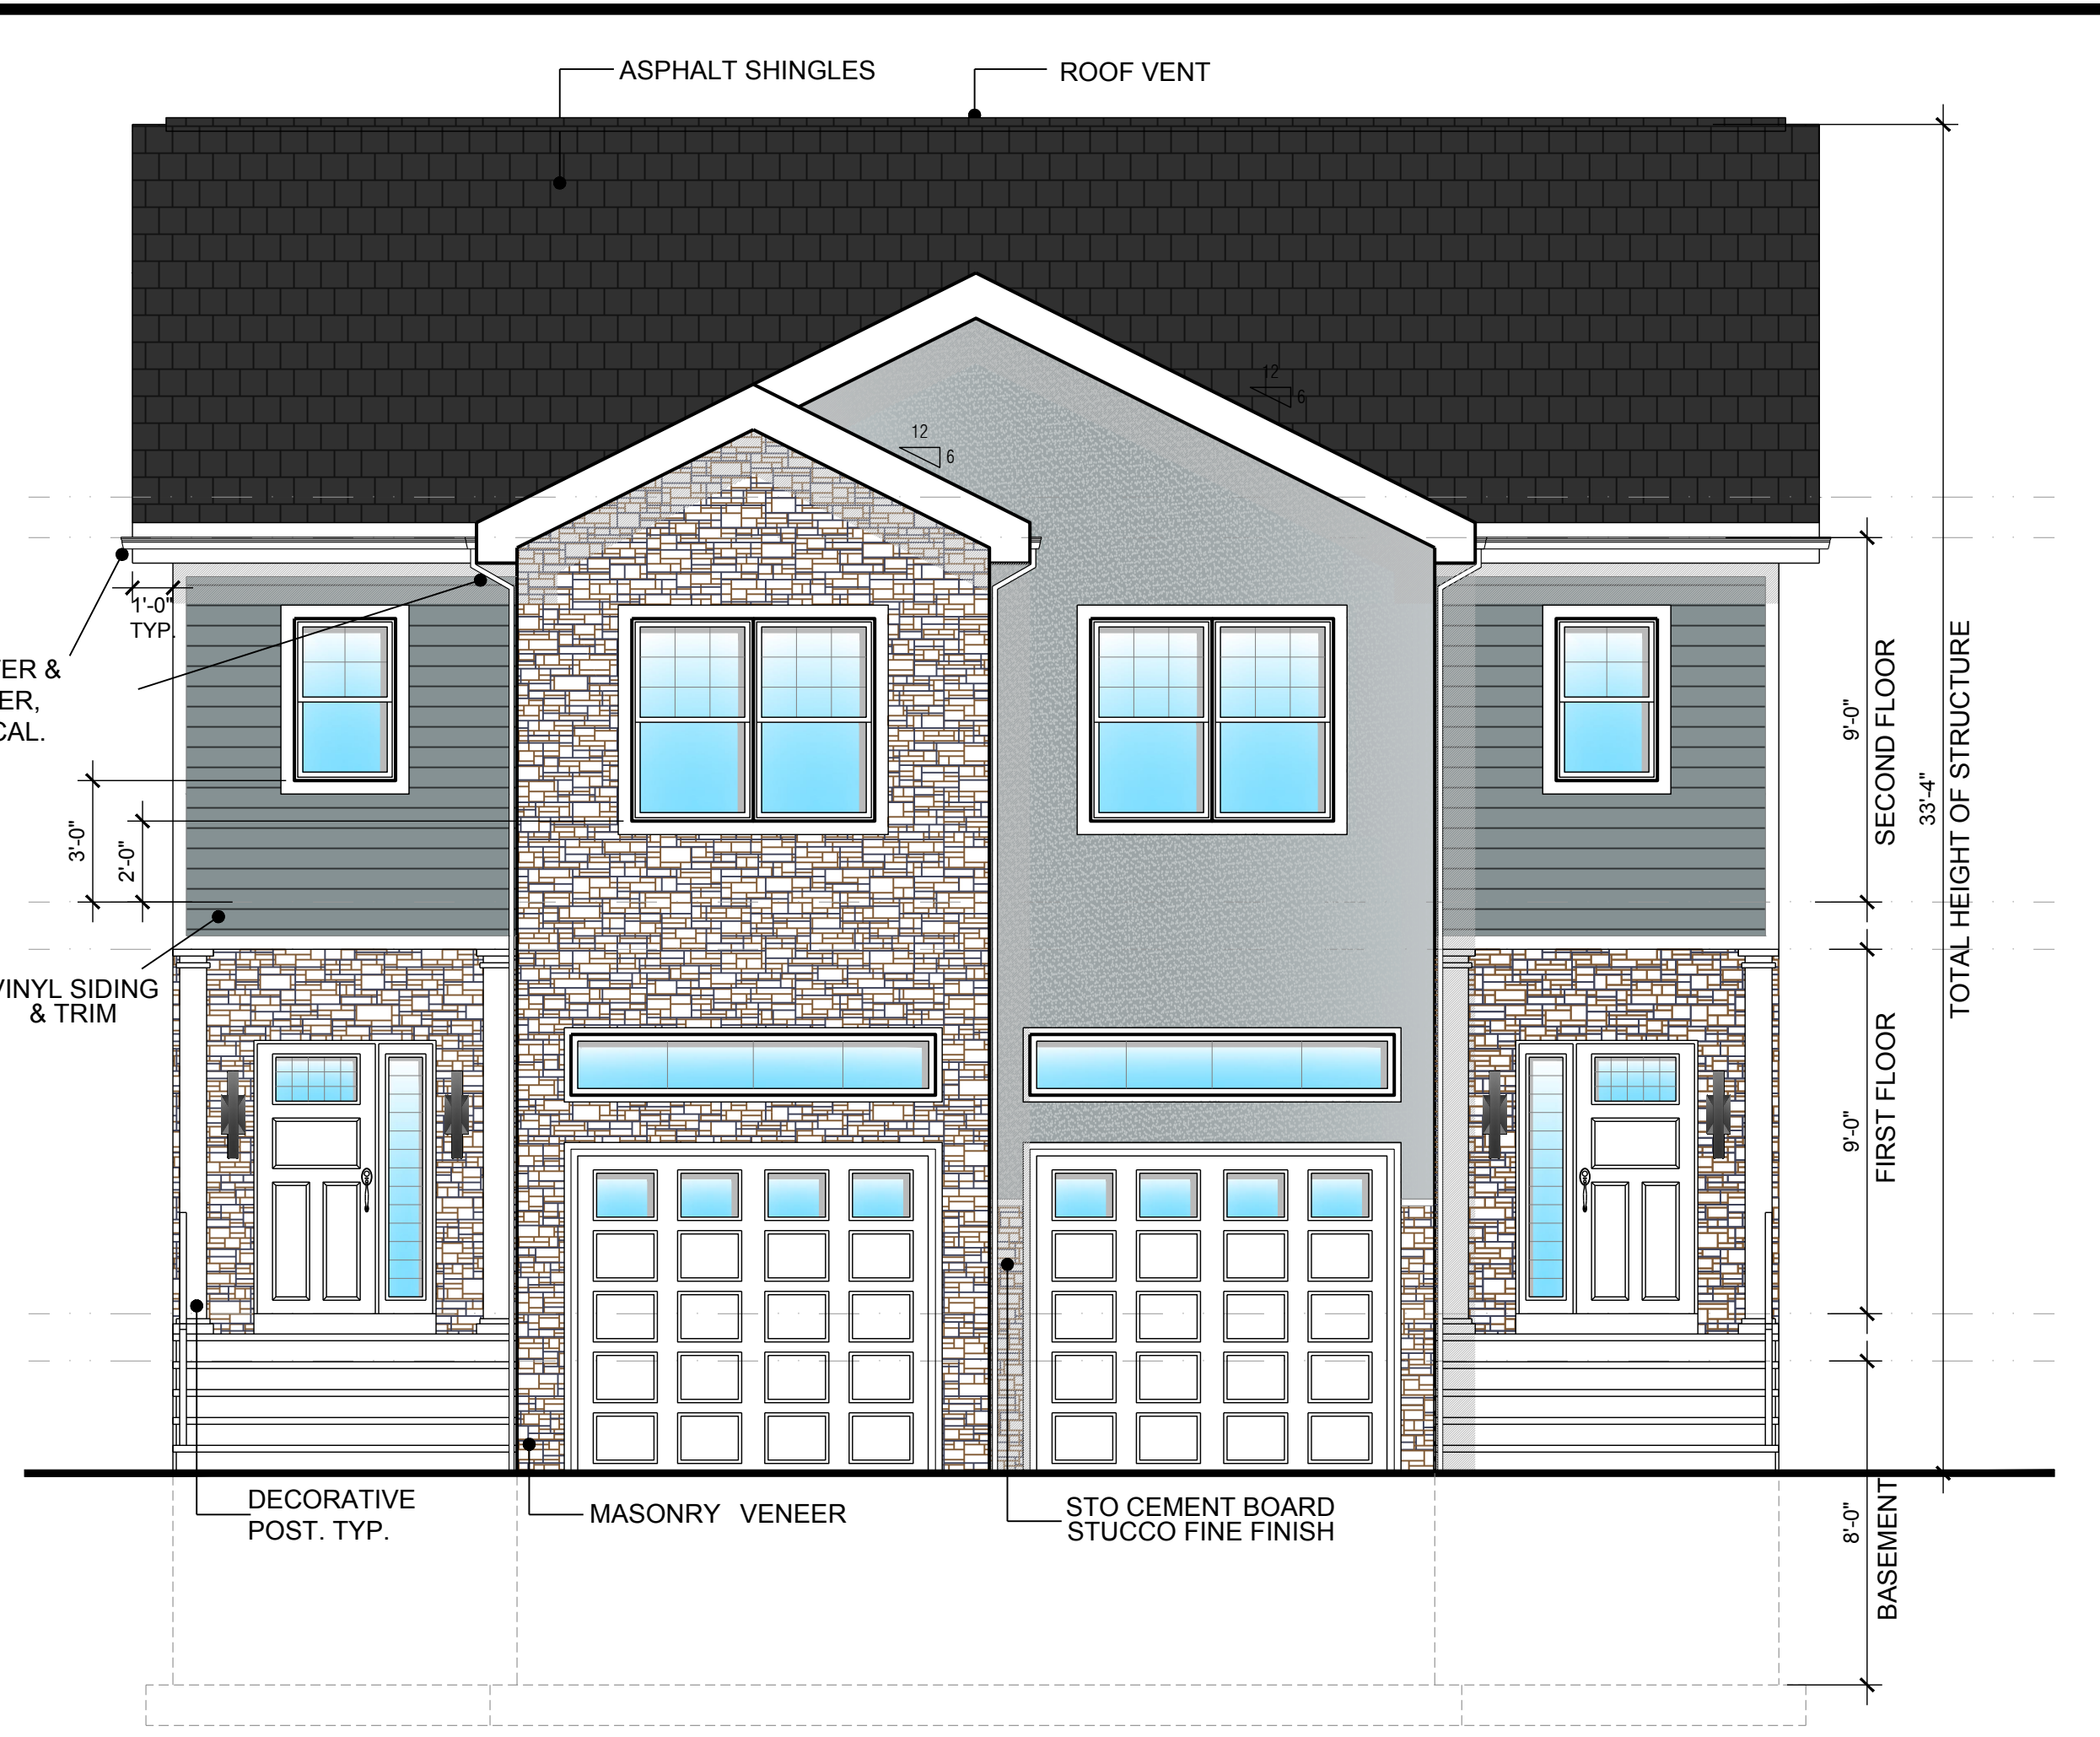 ASPHALT SHINGLES
ROOF VENT
12
6
12
6
1'-0"
TYP.
ER &
ER,
CAL.
3'-0"
2'-0"
VINYL SIDING
& TRIM
9'-0"
SECOND FLOOR
33'-4"
TOTAL HEIGHT OF STRUCTURE
9'-0"
FIRST FLOOR
8'-0"
BASEMENT
DECORATIVE
POST. TYP.
MASONRY VENEER
STO CEMENT BOARD
STUCCO FINE FINISH